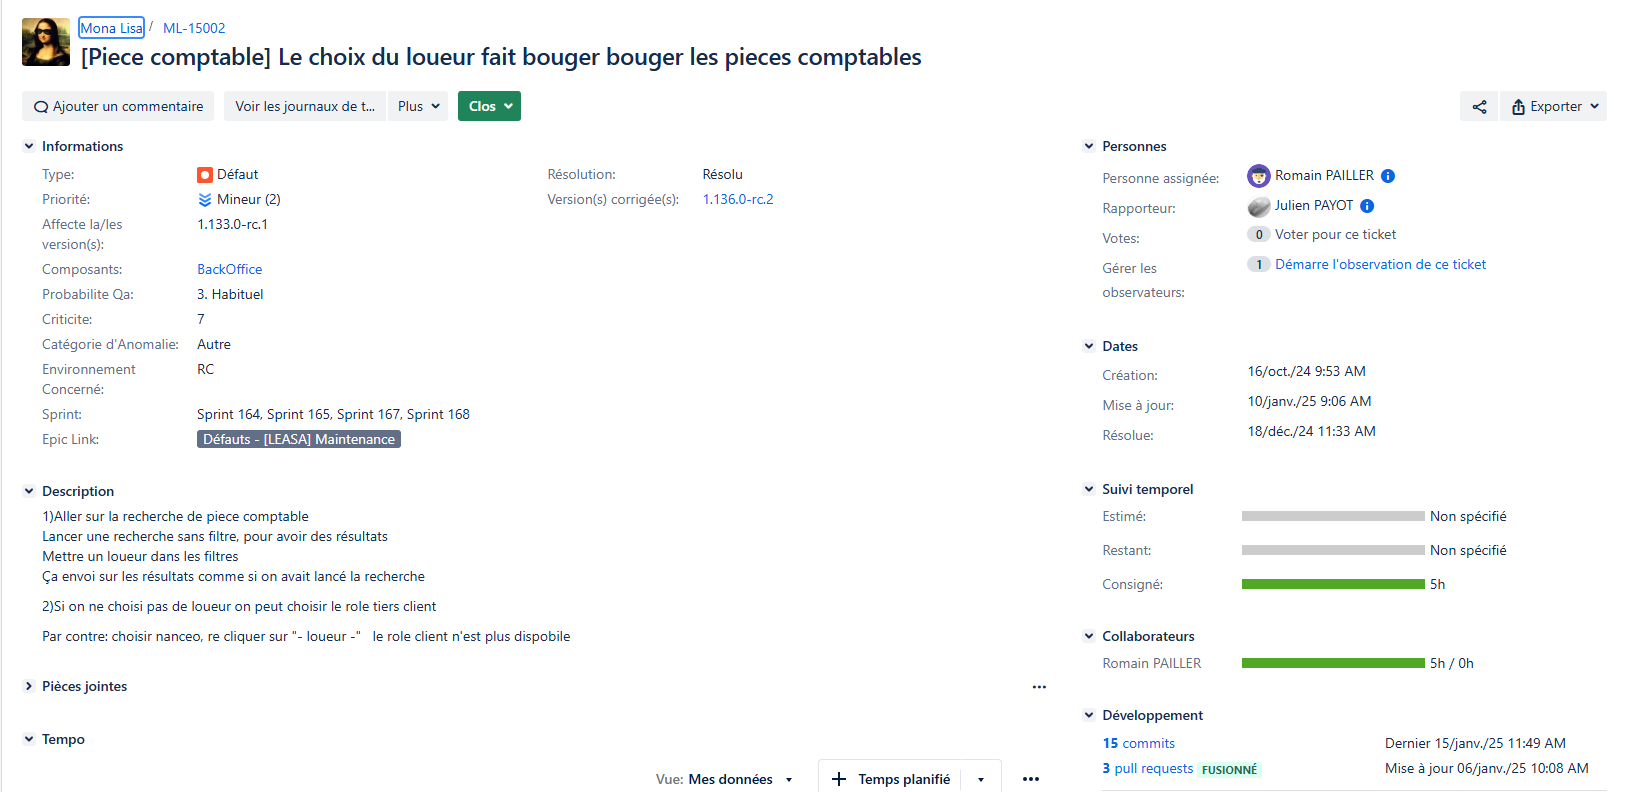 Mona Lisa / ML-15002
[Piece comptable] Le choix du loueur fait bouger bouger les pieces comptables
Ajouter un commentaire Voir les journaux de t... Plus Clos Exporter
Informations
Type: Défaut Résolution: Résolu
Priorité: Mineur (2) Version(s) corrigée(s): 1.136.0-rc.2
Affecte la/les version(s): 1.133.0-rc.1
Composants: BackOffice
Probabilite Qa: 3. Habituel
Criticite: 7
Catégorie d'Anomalie: Autre
Environnement Concerné: RC
Sprint: Sprint 164, Sprint 165, Sprint 167, Sprint 168
Epic Link: Défauts - [LEASA] Maintenance
Description
1)Aller sur la recherche de piece comptable
Lancer une recherche sans filtre, pour avoir des résultats
Mettre un loueur dans les filtres
Ça envoi sur les résultats comme si on avait lancé la recherche
2)Si on ne choisi pas de loueur on peut choisir le role tiers client
Par contre: choisir nanceo, re cliquer sur "- loueur -" le role client n'est plus dispobile
Pièces jointes
Tempo
Vue: Mes données Temps planifié
Personnes
Personne assignée: Romain PAILLER
Rapporteur: Julien PAYOT
Votes: 0 Voter pour ce ticket
Gérer les observateurs: 1 Démarre l'observation de ce ticket
Dates
Création: 16/oct./24 9:53 AM
Mise à jour: 10/janv./25 9:06 AM
Résolue: 18/déc./24 11:33 AM
Suivi temporel
Estimé: Non spécifié
Restant: Non spécifié
Consigné: 5h
Collaborateurs
Romain PAILLER 5h / 0h
Développement
15 commits Dernier 15/janv./25 11:49 AM
3 pull requests FUSIONNÉ Mise à jour 06/janv./25 10:08 AM